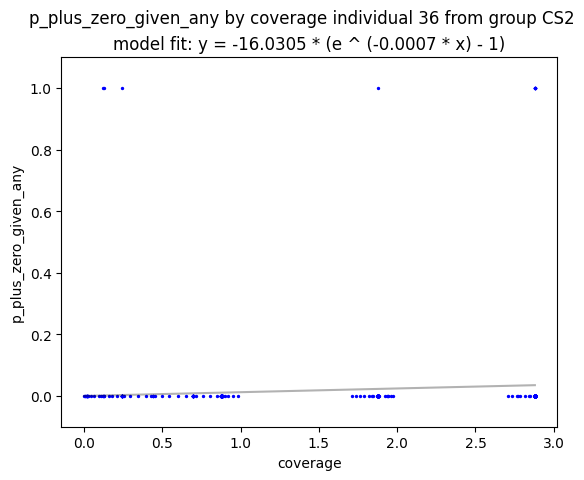 p_plus_zero_given_any by coverage individual 36 from group CS2
model fit: y = -16.0305 * (e ^ (-0.0007 * x) - 1)
1.0
0.8
0.6
0.4
0.2
0.0
p_plus_zero_given_any
0.0 0.5 1.0 1.5 2.0 2.5 3.0
coverage